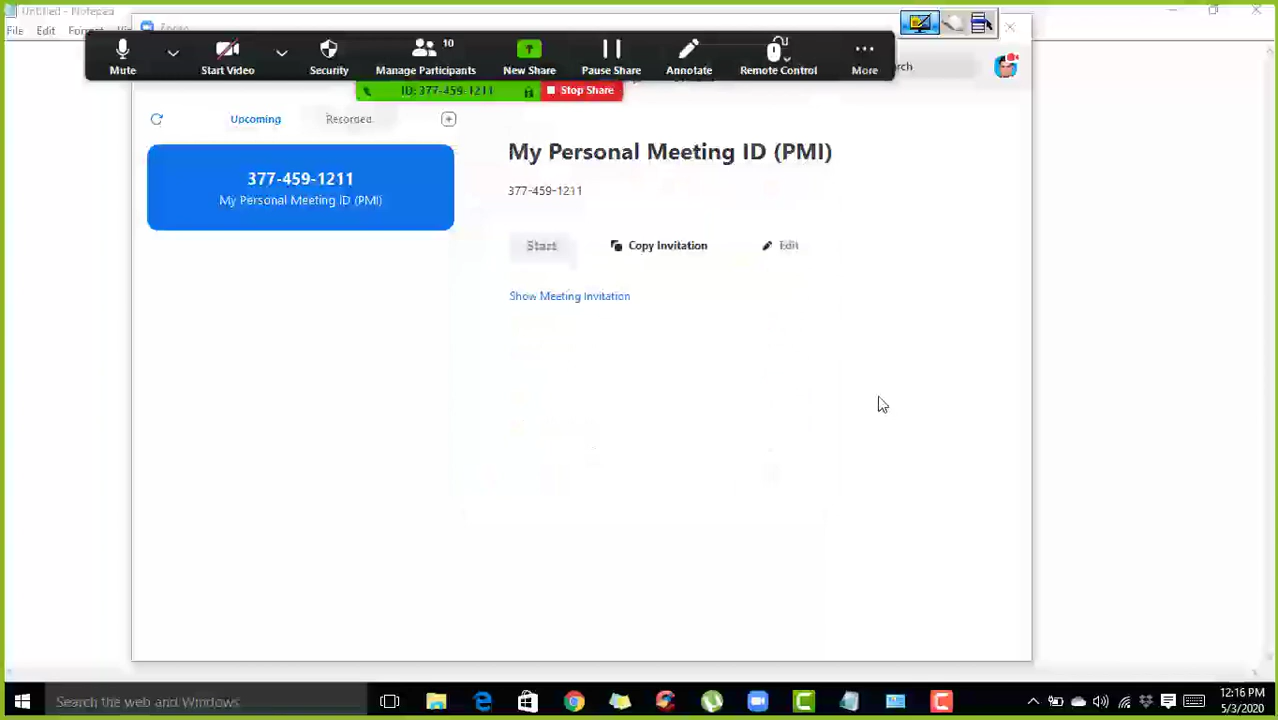 Untitled - Notepad
File Edit Format Vi
Zoom
Mute
Start Video
Security
Manage Participants
10
New Share
Pause Share
Annotate
Remote Control
More
rch
ID: 377-459-1211
Stop Share
Upcoming
Recorded
377-459-1211
My Personal Meeting ID (PMI)
My Personal Meeting ID (PMI)
377-459-1211
Start
Copy Invitation
Edit
Show Meeting Invitation
Search the web and Windows
12:16 PM
5/3/2020